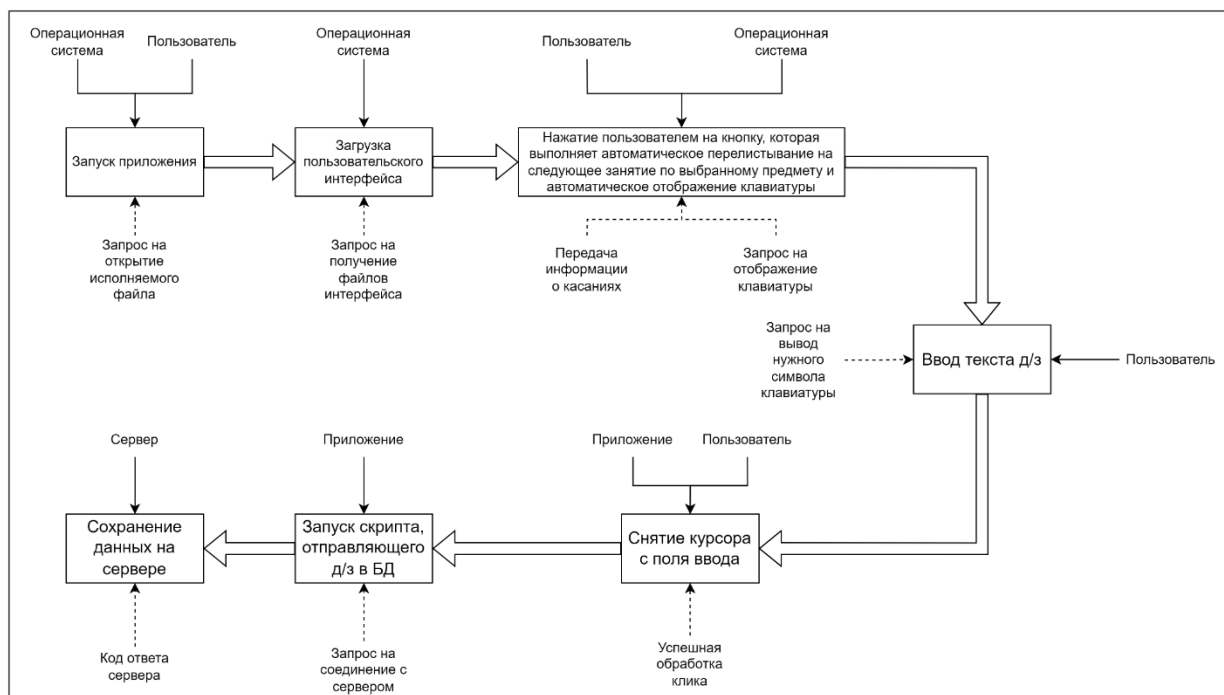 Операционная
система
Пользователь
Операционная
система
Пользователь
Операционная
система
Запуск приложения
Загрузка
пользовательского
интерфейса
Нажатие пользователем на кнопку, которая
выполняет автоматическое перелистывание на
следующее занятие по выбранному предмету и
автоматическое отображение клавиатуры
Запрос на
открытие
исполняемого
файла
Запрос на
получение
файлов
интерфейса
Передача
информации
о касаниях
Запрос на
отображение
клавиатуры
Запрос на
вывод
нужного
символа
клавиатуры
Ввод текста д/з
Пользователь
Сервер
Приложение
Приложение
Пользователь
Сохранение
данных на
сервере
Запуск скрипта,
отправляющего
д/з в БД
Снятие курсора
с поля ввода
Код ответа
сервера
Запрос на
соединение с
сервером
Успешная
обработка
клика